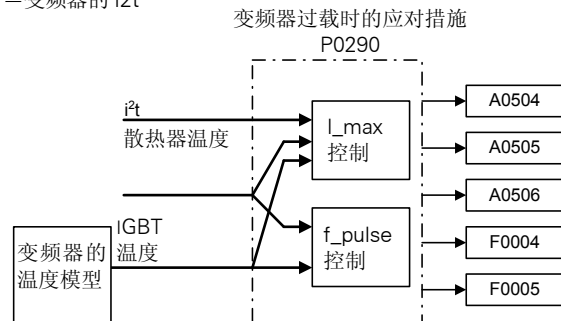 —变频器的 i2t
变频器过载时的应对措施
P0290
i²t
散热器温度
I_max
控制
IGBT
温度
变频器的
温度模型
f_pulse
控制
A0504
A0505
A0506
F0004
F0005